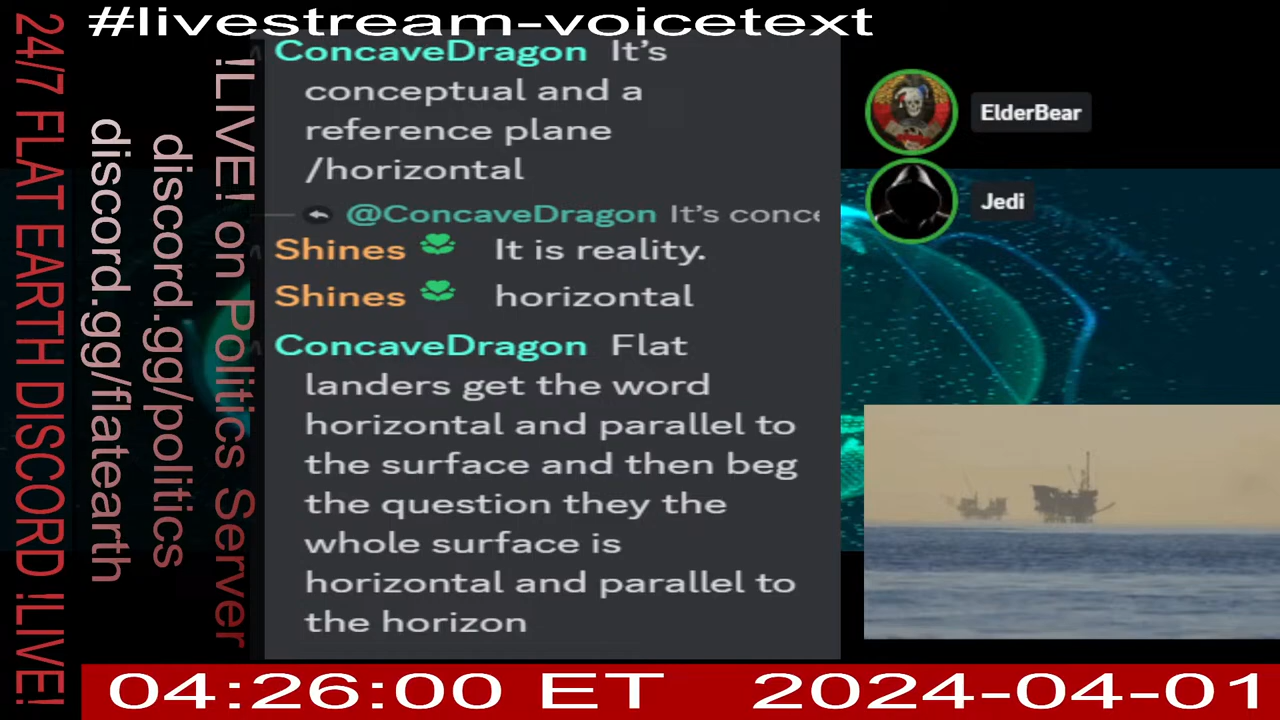 #livestream-voicetext
24/7 FLAT EARTH DISCORD !LIVE!
discord.gg/flatearth
discord.gg/politics
!LIVE! on Politics Server
ConcaveDragon It's
conceptual and a
reference plane
/horizontal
@ConcaveDragon It's conce
Shines It is reality.
Shines horizontal
ConcaveDragon Flat
landers get the word
horizontal and parallel to
the surface and then beg
the question they the
whole surface is
horizontal and parallel to
the horizon
ElderBear
Jedi
04:26:00 ET 2024-04-01